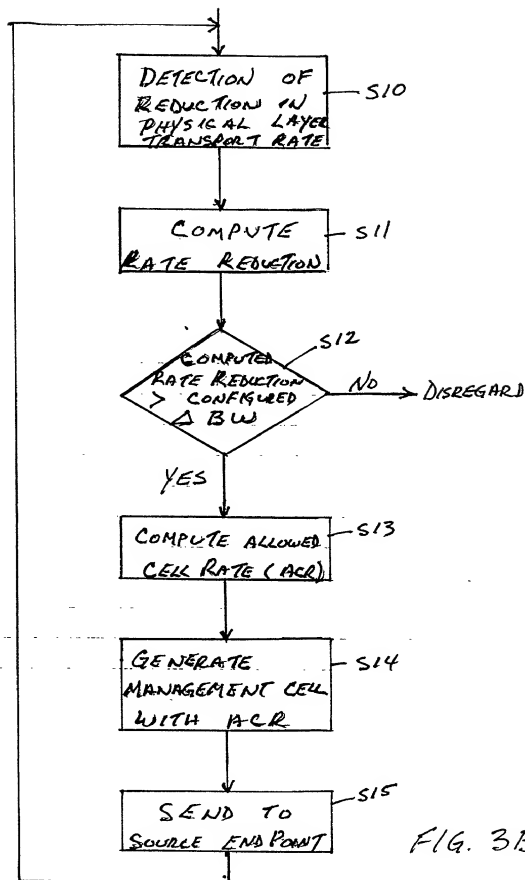 DETECTION OF
REDUCTION IN
PHYSICAL LAYER
TRANSPORT RATE
S10
COMPUTE
RATE REDUCTION
S11
COMPUTED
RATE REDUCTION
> CONFIGURED
Δ BW
S12
NO
DISREGARD
YES
COMPUTE ALLOWED
CELL RATE (ACR)
S13
GENERATE
MANAGEMENT CELL
WITH ACR
S14
SEND TO
SOURCE ENDPOINT
S15
FIG. 3B